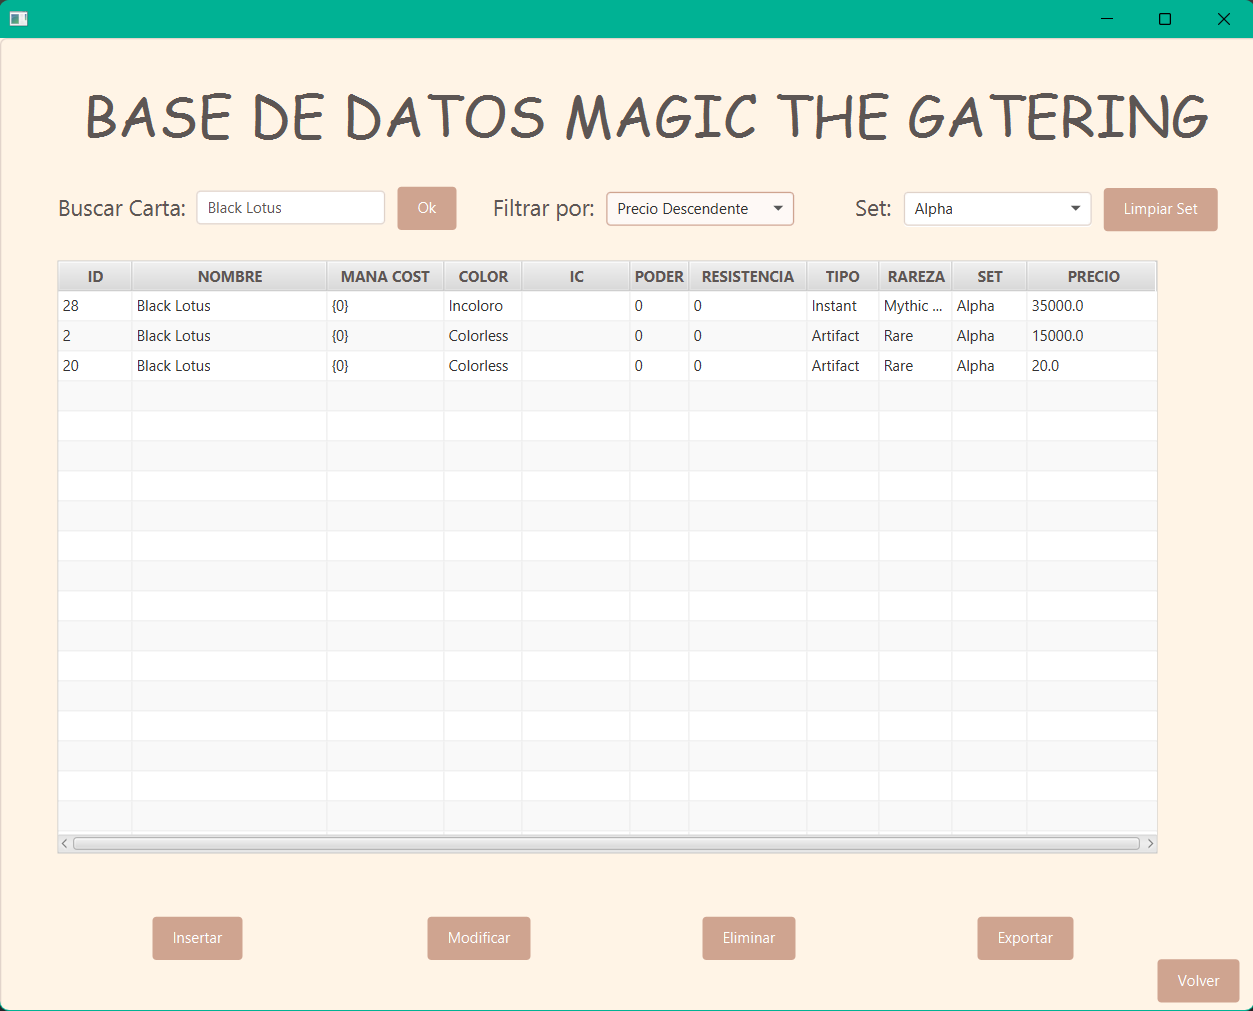 BASE DE DATOS MAGIC THE GATERING
Buscar Carta: Black Lotus Ok Filtrar por: Precio Descendente Set: Alpha Limpiar Set
ID NOMBRE MANA COST COLOR IC PODER RESISTENCIA TIPO RAREZA SET PRECIO
28 Black Lotus {0} Incoloro 0 0 Instant Mythic ... Alpha 35000.0
2 Black Lotus {0} Colorless 0 0 Artifact Rare Alpha 15000.0
20 Black Lotus {0} Colorless 0 0 Artifact Rare Alpha 20.0
Insertar Modificar Eliminar Exportar
Volver